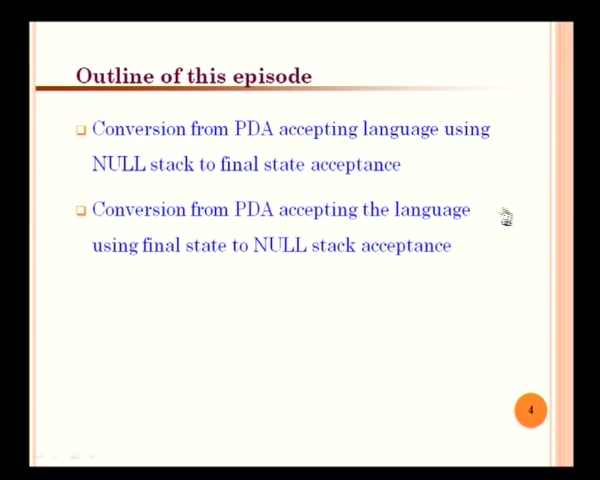 Outline of this episode
Conversion from PDA accepting language using
NULL stack to final state acceptance
Conversion from PDA accepting the language
using final state to NULL stack acceptance
4